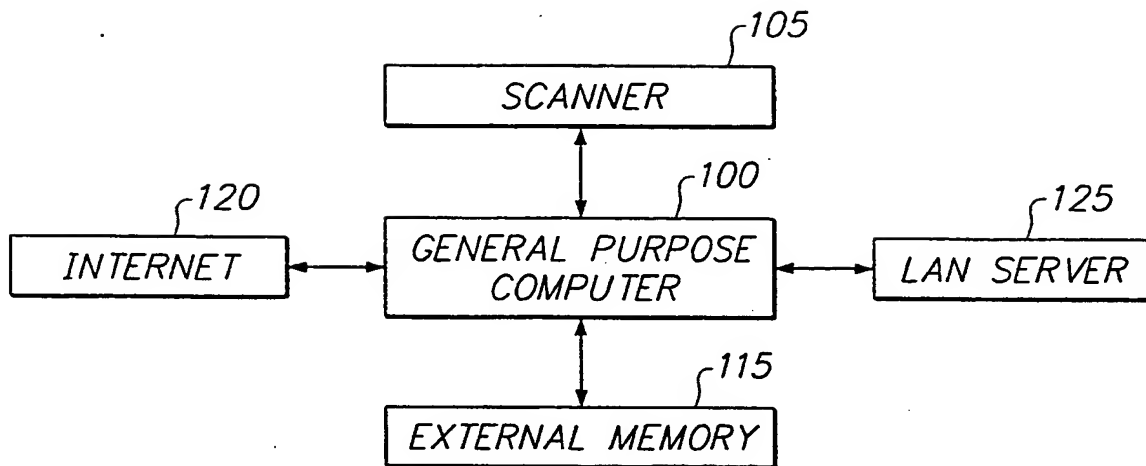 105
SCANNER
100
120
125
INTERNET
GENERAL PURPOSE
COMPUTER
LAN SERVER
115
EXTERNAL MEMORY